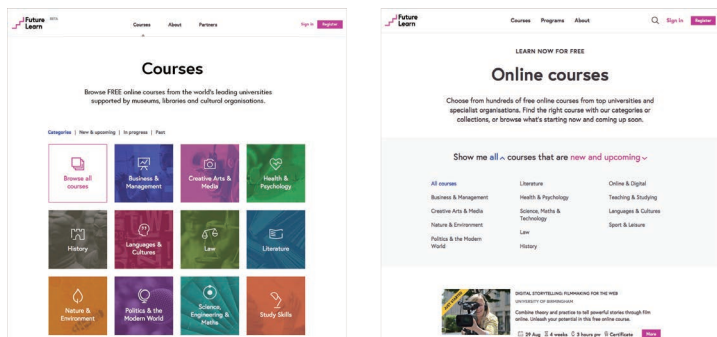 Future
Learn
BETA
Courses
About
Partners
Sign in
Register
Courses
Browse FREE online courses from the world's leading universities
supported by museums, libraries and cultural organisations.
Categories | New & upcoming | In progress | Past
Browse all
courses
Business &
Management
Creative Arts &
Media
Health &
Psychology
History
Languages &
Cultures
Law
Literature
Nature &
Environment
Politics & the
Modern World
Science,
Engineering &
Maths
Study Skills
Future
Learn
Courses
Programs
About
Sign in
Register
LEARN NOW FOR FREE
Online courses
Choose from hundreds of free online courses from top universities and
specialist organisations. Find the right course with our categories or
collections, or browse what's starting now and coming up soon.
Show me all courses that are new and upcoming
All courses
Business & Management
Creative Arts & Media
Nature & Environment
Politics & the Modern
World
Literature
Health & Psychology
Science, Maths &
Technology
Law
History
Online & Digital
Teaching & Studying
Languages & Cultures
Sport & Leisure
DIGITAL STORYTELLING: FILMMAKING FOR THE WEB
UNIVERSITY OF BIRMINGHAM
Combine theory and practice to tell powerful stories through film
online. Unleash your potential in this free online course.
29 Aug
4 weeks
3 hours pw
Certificate
More